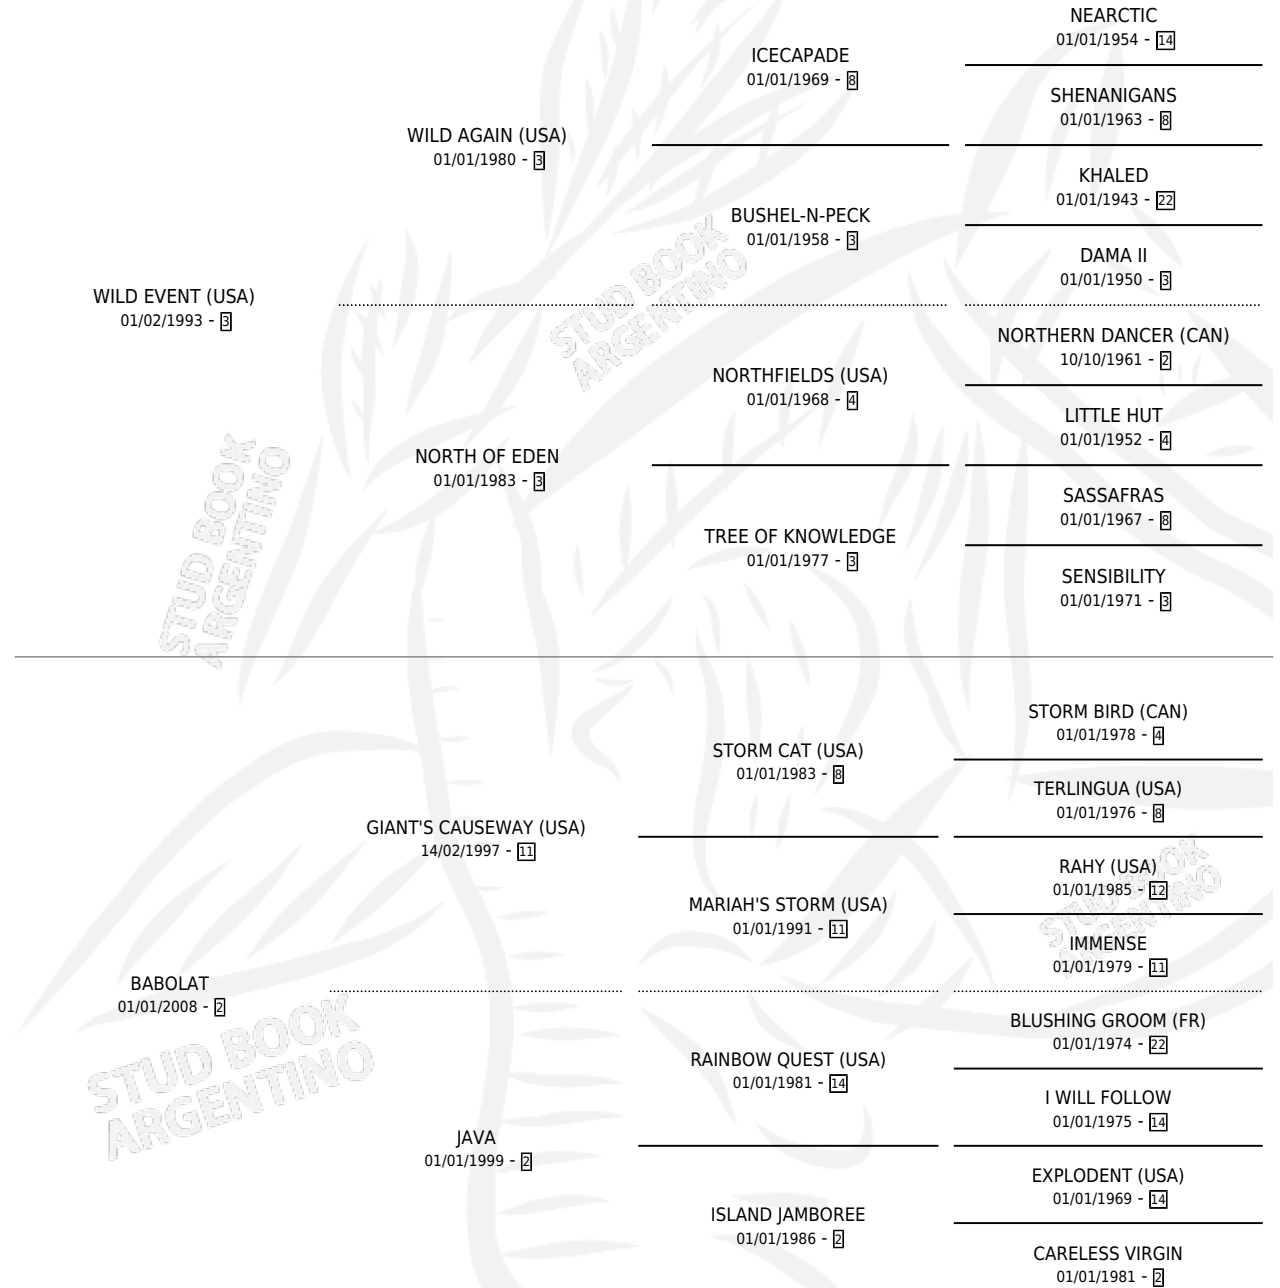 WILD EVENT (USA)
01/02/1993 - 3
WILD AGAIN (USA)
01/01/1980 - 3
ICECAPADE
01/01/1969 - 8
NEARCTIC
01/01/1954 - 14
SHENANIGANS
01/01/1963 - 8
BUSHEL-N-PECK
01/01/1958 - 3
KHALED
01/01/1943 - 22
DAMA II
01/01/1950 - 3
NORTH OF EDEN
01/01/1983 - 3
NORTHFIELDS (USA)
01/01/1968 - 4
NORTHERN DANCER (CAN)
10/10/1961 - 2
LITTLE HUT
01/01/1952 - 4
TREE OF KNOWLEDGE
01/01/1977 - 3
SASSAFRAS
01/01/1967 - 8
SENSIBILITY
01/01/1971 - 3
BABOLAT
01/01/2008 - 2
GIANT'S CAUSEWAY (USA)
14/02/1997 - 11
STORM CAT (USA)
01/01/1983 - 8
STORM BIRD (CAN)
01/01/1978 - 4
TERLINGUA (USA)
01/01/1976 - 8
MARIAH'S STORM (USA)
01/01/1991 - 11
RAHY (USA)
01/01/1985 - 12
IMMENSE
01/01/1979 - 11
JAVA
01/01/1999 - 2
RAINBOW QUEST (USA)
01/01/1981 - 14
BLUSHING GROOM (FR)
01/01/1974 - 22
I WILL FOLLOW
01/01/1975 - 14
ISLAND JAMBOREE
01/01/1986 - 2
EXPLODENT (USA)
01/01/1969 - 14
CARELESS VIRGIN
01/01/1981 - 2
STUD BOOK
ARGENTINO
STUD BOOK
ARGENTINO
STUD BOOK
ARGENTINO
STUD BOOK
ARGENTINO